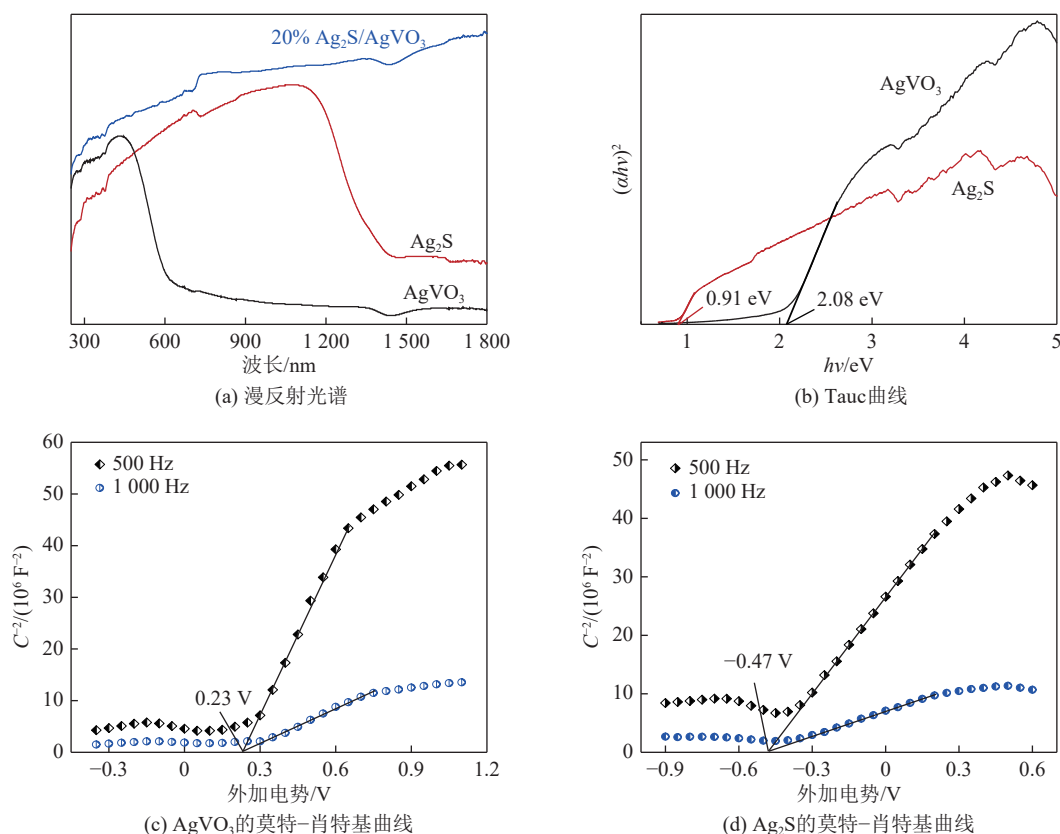 20% Ag₂S/AgVO₃
Ag₂S
AgVO₃
300 600 900 1 200 1 500 1 800
波长/nm
(a) 漫反射光谱
(αhν)²
AgVO₃
Ag₂S
0.91 eV
2.08 eV
1 2 3 4 5
hν/eV
(b) Tauc曲线
60
50
40
30
20
10
0
C⁻²/(10⁶ F⁻²)
500 Hz
1 000 Hz
0.23 V
−0.3 0 0.3 0.6 0.9 1.2
外加电势/V
(c) AgVO₃的莫特−肖特基曲线
50
40
30
20
10
0
C⁻²/(10⁶ F⁻²)
500 Hz
1 000 Hz
−0.47 V
−0.9 −0.6 −0.3 0 0.3 0.6
外加电势/V
(d) Ag₂S的莫特−肖特基曲线